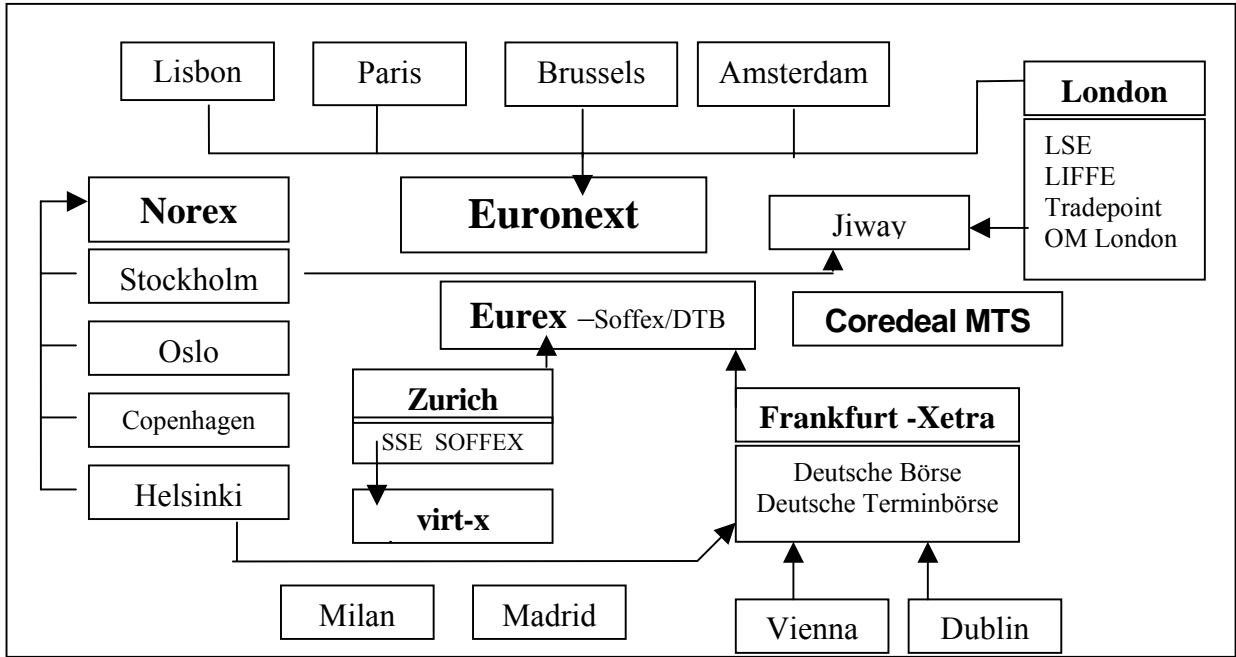 Lisbon
Paris
Brussels
Amsterdam
London
LSE
LIFFE
Tradepoint
OM London
Norex
Euronext
Jiway
Stockholm
Eurex –Soffex/DTB
Coredeal MTS
Oslo
Zurich
SSE SOFFEX
Frankfurt -Xetra
Copenhagen
Deutsche Börse
Deutsche Terminbörse
Helsinki
virt-x
Milan
Madrid
Vienna
Dublin